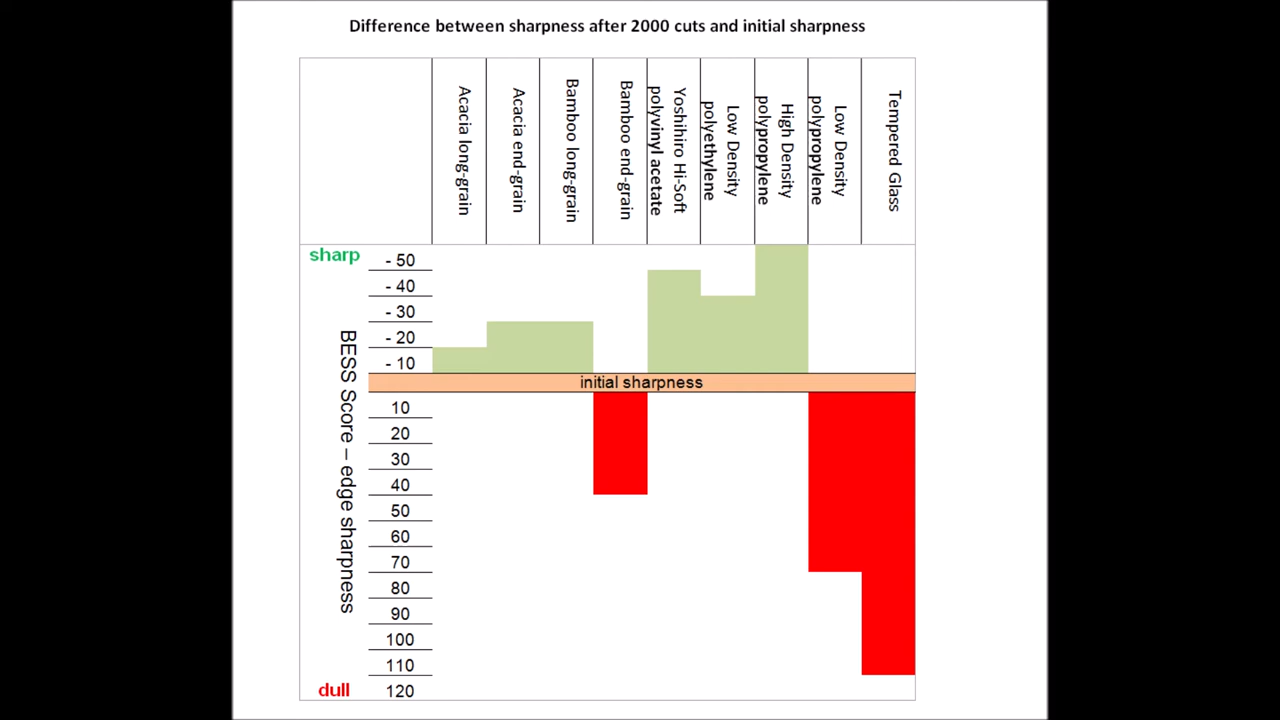 Difference between sharpness after 2000 cuts and initial sharpness
Acacia long-grain
Acacia end-grain
Bamboo long-grain
Bamboo end-grain
Yoshihiro Hi-Soft
polyvinyl acetate
Low Density
polyethylene
High Density
polypropylene
Low Density
polypropylene
Tempered Glass
sharp
- 50
- 40
- 30
- 20
- 10
initial sharpness
10
20
30
40
50
60
70
80
90
100
110
120
dull
BESS Score – edge sharpness